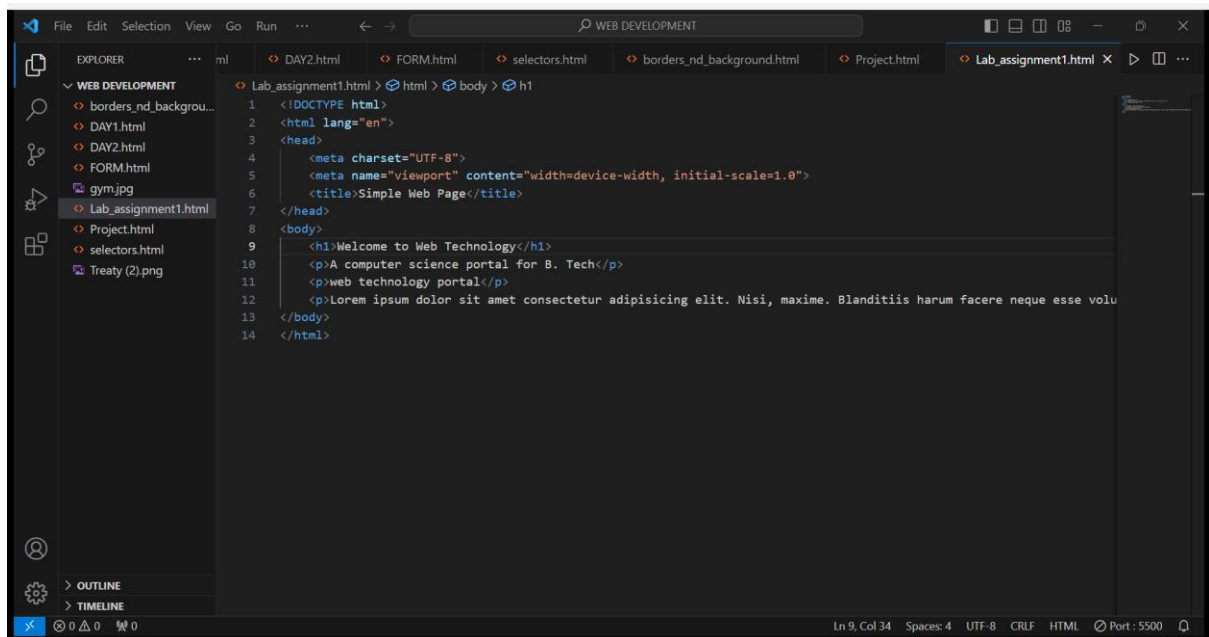 File Edit Selection View Go Run ··· ← → WEB DEVELOPMENT
EXPLORER ··· ml DAY2.html FORM.html selectors.html borders_nd_background.html Project.html Lab_assignment1.html
WEB DEVELOPMENT
borders_nd_backgrou...
DAY1.html
DAY2.html
FORM.html
gym.jpg
Lab_assignment1.html
Project.html
selectors.html
Treaty (2).png
Lab_assignment1.html > html > body > h1
1 <!DOCTYPE html>
2 <html lang="en">
3 <head>
4 <meta charset="UTF-8">
5 <meta name="viewport" content="width=device-width, initial-scale=1.0">
6 <title>Simple Web Page</title>
7 </head>
8 <body>
9 <h1>Welcome to Web Technology</h1>
10 <p>A computer science portal for B. Tech</p>
11 <p>web technology portal</p>
12 <p>Lorem ipsum dolor sit amet consectetur adipisicing elit. Nisi, maxime. Blanditiis harum facere neque esse volu
13 </body>
14 </html>
> OUTLINE
> TIMELINE
0 0 0 Ln 9, Col 34 Spaces: 4 UTF-8 CRLF HTML Port : 5500